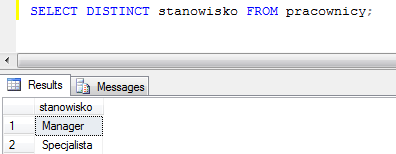 SELECT DISTINCT stanowisko FROM pracownicy;
Results Messages
stanowisko
1 Manager
2 Specjalista